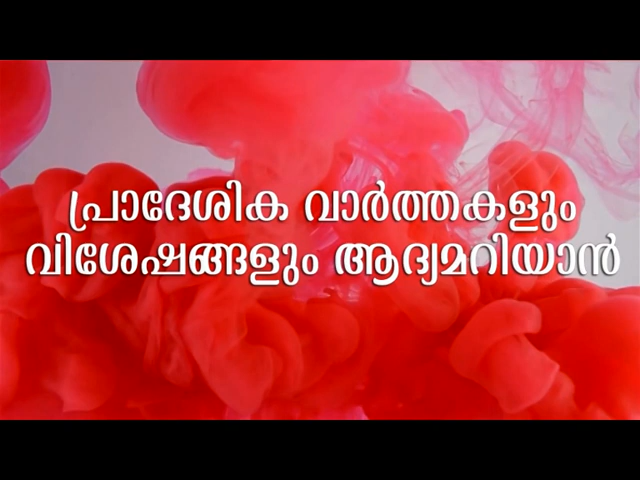 പ്രാദേശിക വാർത്തകളും
വിശേഷങ്ങളും ആദ്യമറിയാൻ